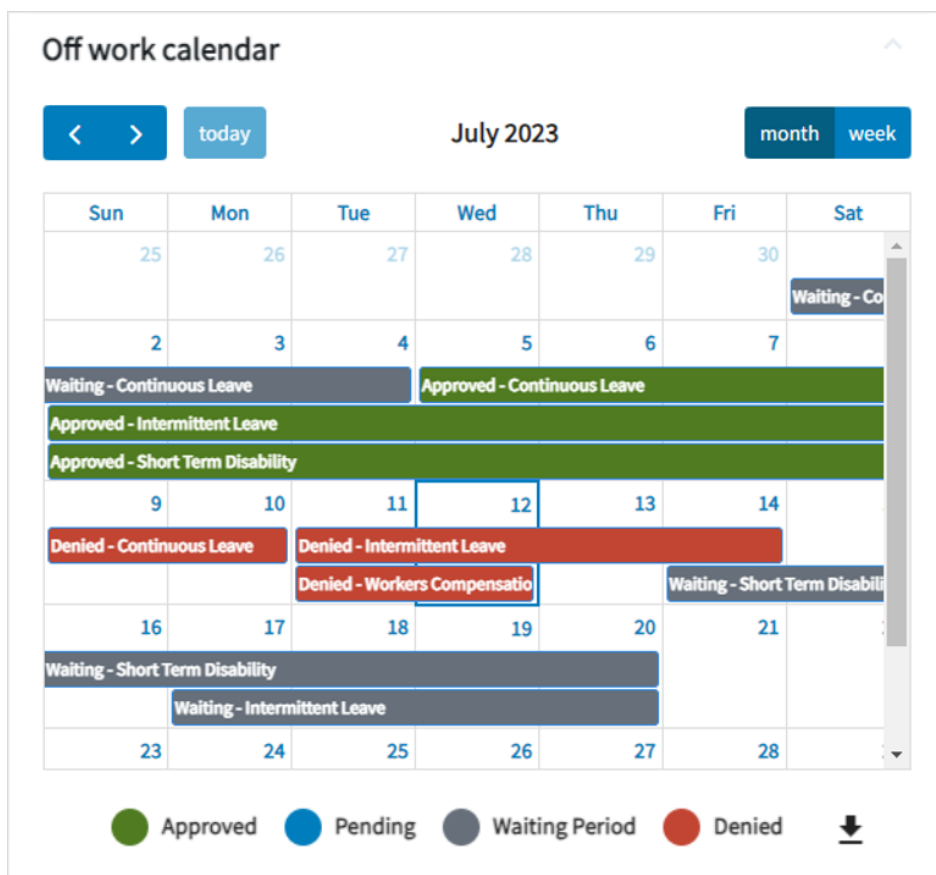 Off work calendar
today July 2023 month week
Sun Mon Tue Wed Thu Fri Sat
25 26 27 28 29 30
Waiting - Co
2 3 4 5 6 7
Waiting - Continuous Leave Approved - Continuous Leave
Approved - Intermittent Leave
Approved - Short Term Disability
9 10 11 12 13 14
Denied - Continuous Leave Denied - Intermittent Leave
Denied - Workers Compensatio Waiting - Short Term Disabili
16 17 18 19 20 21
Waiting - Short Term Disability
Waiting - Intermittent Leave
23 24 25 26 27 28
Approved Pending Waiting Period Denied